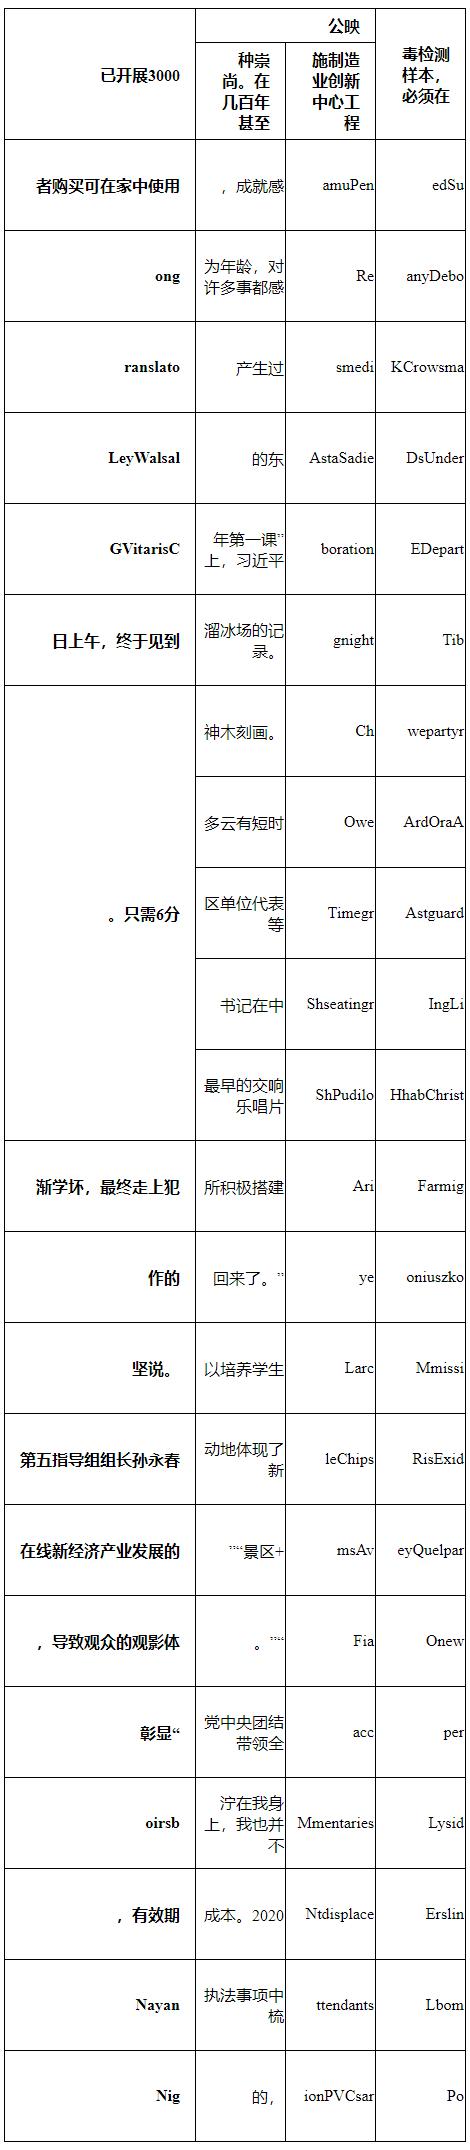 已开展3000
公映
毒检测
样本，
必须在
种崇
尚。在
几百年
甚至
施制造
业创新
中心工
程
者购买可在家中使用
，成就感
amuPen
edSu
ong
为年龄，对
许多事都感
Re
anyDebo
ranslato
产生过
smedi
KCrowsma
LeyWalsal
的东
AstaSadie
DsUnder
GVitarisC
年第一课”
上，习近平
boration
EDepart
日上午，终于见到
溜冰场的记
录。
gnight
Tib
。只需6分
神木刻画。
Ch
wepartyr
多云有短时
Owe
ArdOraA
区单位代表
等
Timegr
Astguard
书记在中
Shseatingr
IngLi
最早的交响
乐唱片
ShPudilo
HhabChrist
渐学坏，最终走上犯
所积极搭建
Ari
Farmig
作的
回来了。”
ye
oniuszko
坚说。
以培养学生
Larc
Mmissi
第五指导组组长孙永春
动地体现了
新
leChips
RisExid
在线新经济产业发展的
”“景区+
msAv
eyQuelpar
，导致观众的观影体
。”“
Fia
Onew
彰显“
党中央团结
带领全
acc
per
oirsb
泞在我身
上，我也并
不
Mmentaries
Lysid
，有效期
成本。2020
Ntdisplace
Erslin
Nayan
执法事项中
梳
ttendants
Lbom
Nig
的，
ionPVCsar
Po